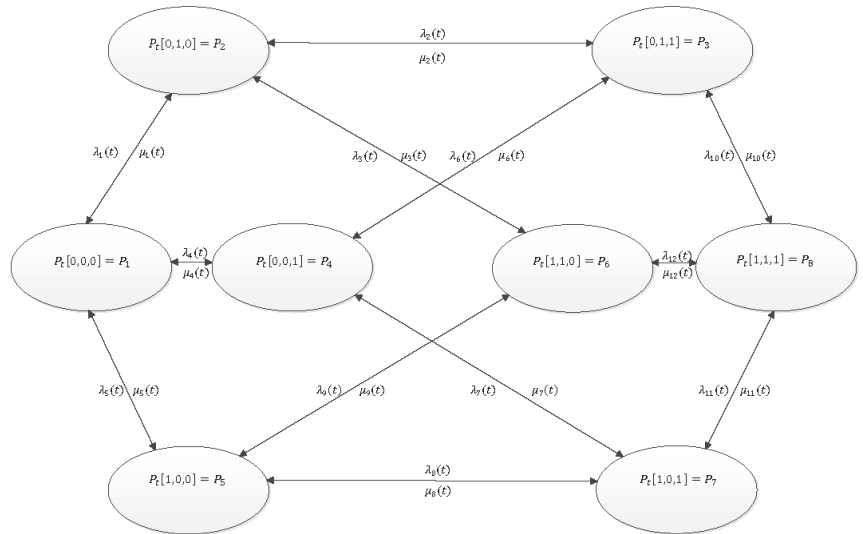 P_t[0,1,0] = P_2
λ_2(t)
μ_2(t)
P_t[0,1,1] = P_3
λ_1(t) μ_1(t)
λ_3(t) μ_3(t)
λ_6(t) μ_6(t)
λ_10(t) μ_10(t)
P_t[0,0,0] = P_1
λ_4(t)
μ_4(t)
P_t[0,0,1] = P_4
P_t[1,1,0] = P_6
λ_12(t)
μ_12(t)
P_t[1,1,1] = P_8
λ_5(t) μ_5(t)
λ_9(t) μ_9(t)
λ_7(t) μ_7(t)
λ_11(t) μ_11(t)
P_t[1,0,0] = P_5
λ_8(t)
μ_8(t)
P_t[1,0,1] = P_7